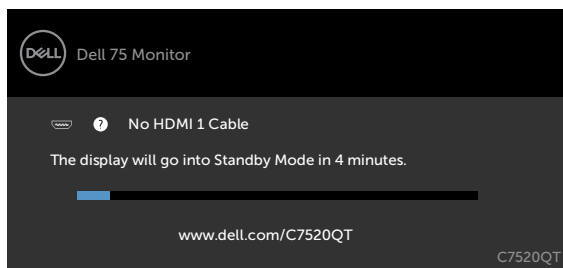 DELL
Dell 75 Monitor
? No HDMI 1 Cable
The display will go into Standby Mode in 4 minutes.
www.dell.com/C7520QT
C7520QT